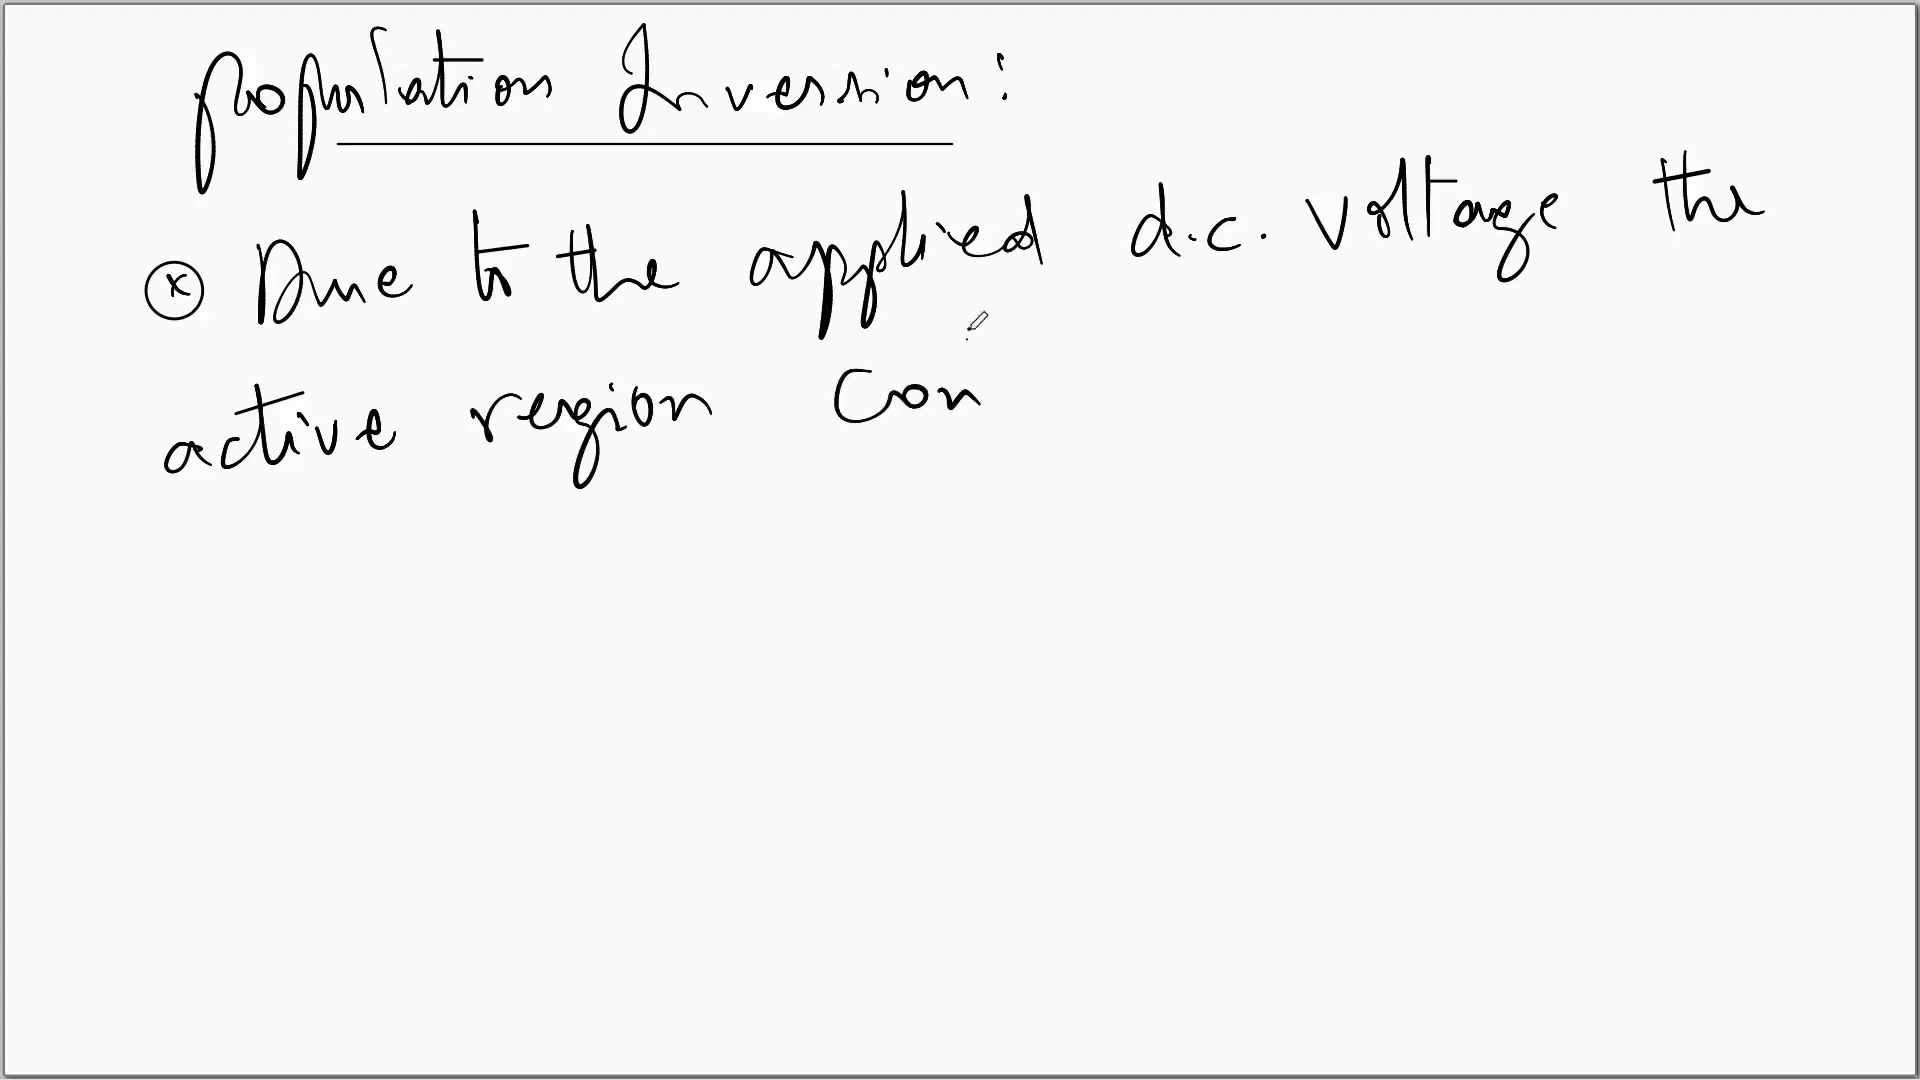 population Inversion:
ⓧ Due to the applied d.c. voltage the
active region Con